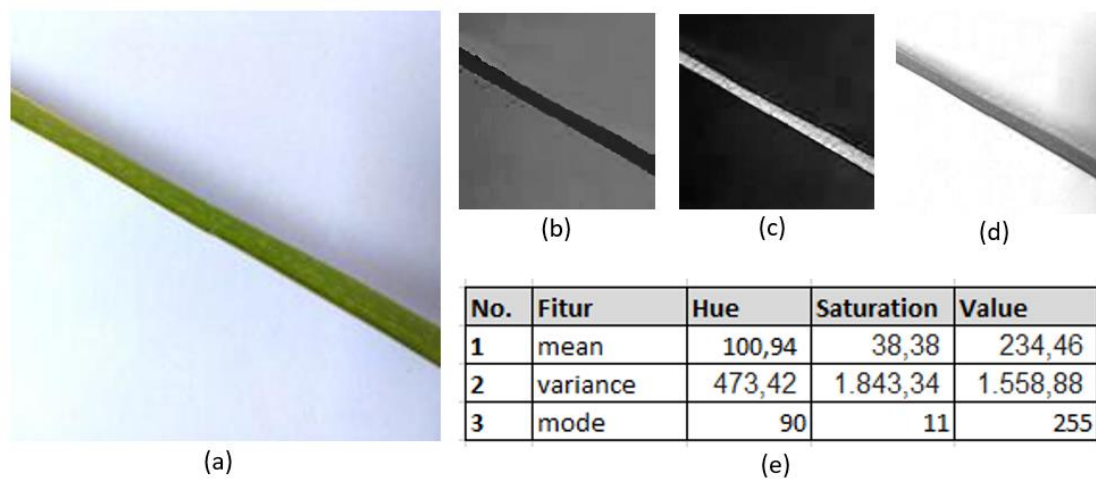 (b)
(c)
(d)
No. Fitur Hue Saturation Value
1 mean 100,94 38,38 234,46
2 variance 473,42 1.843,34 1.558,88
3 mode 90 11 255
(a)
(e)